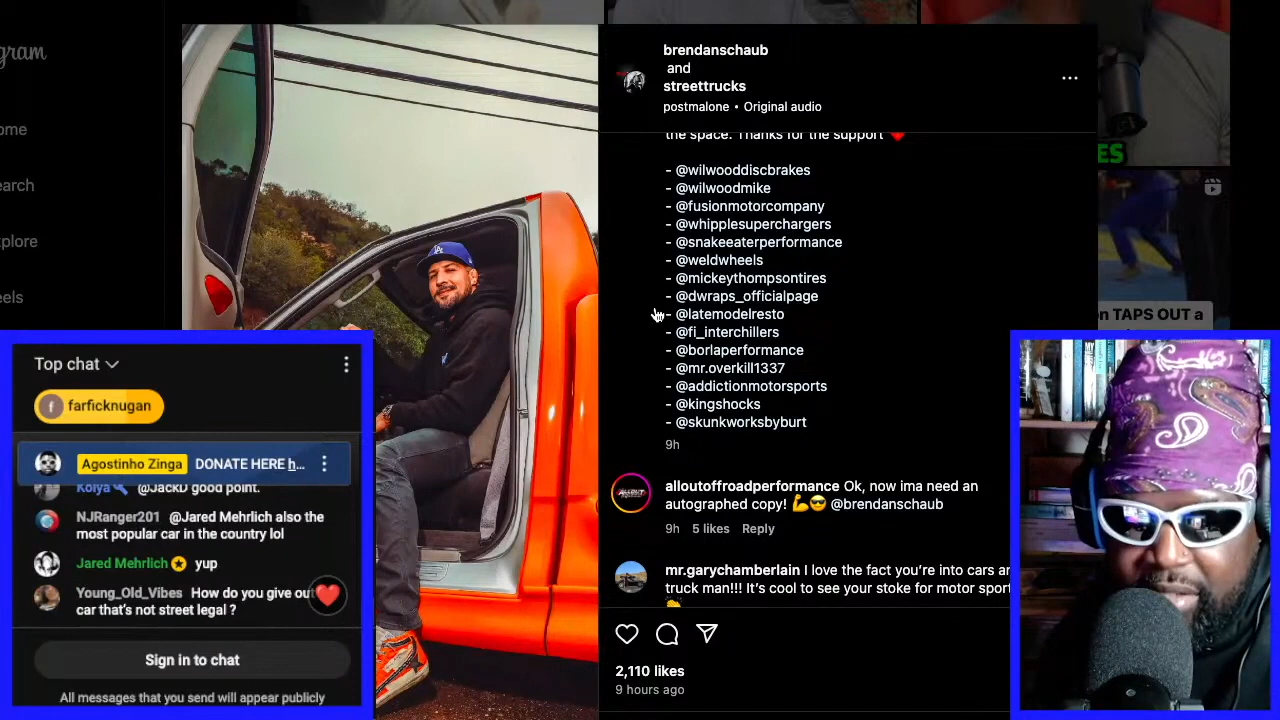 gram
ome
earch
xplore
eels
brendanschaub
and
streettrucks
postmalone • Original audio
the space. Thanks for the support ❤️
- @wilwooddiscbrakes
- @wilwoodmike
- @fusionmotorcompany
- @whipplesuperchargers
- @snakeeaterperformance
- @weldwheels
- @mickeythompsontires
- @dwraps_officialpage
- @latemodelresto
- @fi_interchillers
- @borlaperformance
- @mr.overkill1337
- @addictionmotorsports
- @kingshocks
- @skunkworksbyburt
9h
alloutoffroadperformance Ok, now ima need an
autographed copy! 💪😎 @brendanschaub
9h 5 likes Reply
mr.garychamberlain I love the fact you're into cars an
truck man!!! It's cool to see your stoke for motor sport
2,110 likes
9 hours ago
ES
on TAPS OUT a
Top chat
f farficknugan
Agostinho Zinga DONATE HERE h...
Kolya @JackD good point.
NJRanger201 @Jared Mehrlich also the
most popular car in the country lol
Jared Mehrlich yup
Young_Old_Vibes How do you give out
car that's not street legal ?
Sign in to chat
All messages that you send will appear publicly